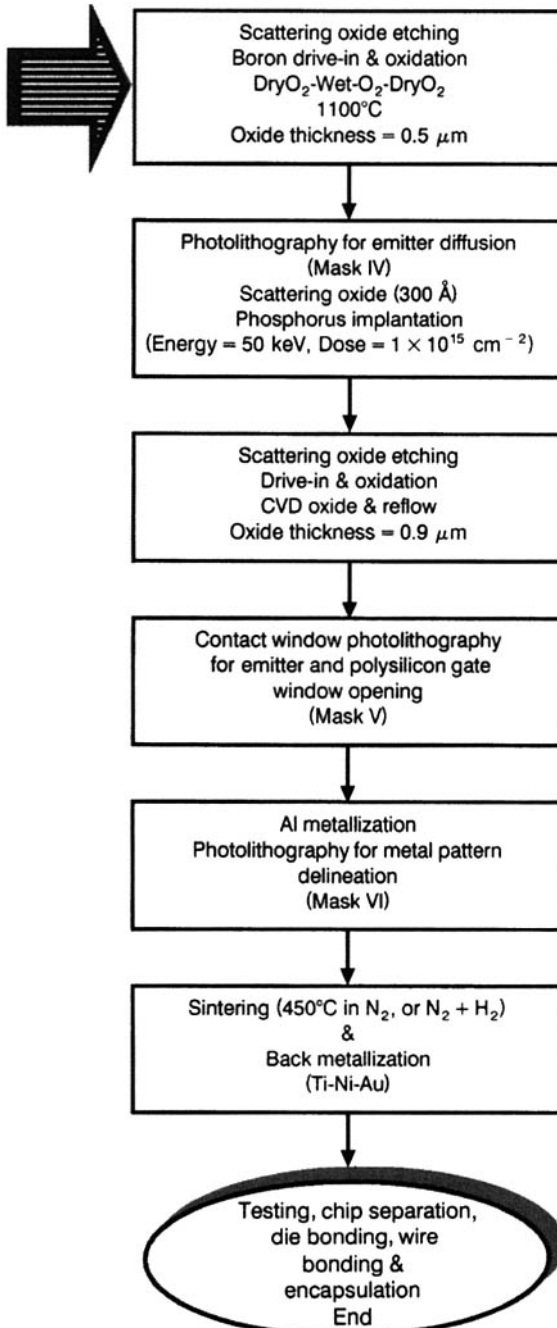 Scattering oxide etching
Boron drive-in & oxidation
DryO₂-Wet-O₂-DryO₂
1100°C
Oxide thickness = 0.5 μm
Photolithography for emitter diffusion
(Mask IV)
Scattering oxide (300 Å)
Phosphorus implantation
(Energy = 50 keV, Dose = 1 × 10¹⁵ cm⁻²)
Scattering oxide etching
Drive-in & oxidation
CVD oxide & reflow
Oxide thickness = 0.9 μm
Contact window photolithography
for emitter and polysilicon gate
window opening
(Mask V)
Al metallization
Photolithography for metal pattern
delineation
(Mask VI)
Sintering (450°C in N₂, or N₂ + H₂)
&
Back metallization
(Ti-Ni-Au)
Testing, chip separation,
die bonding, wire
bonding &
encapsulation
End